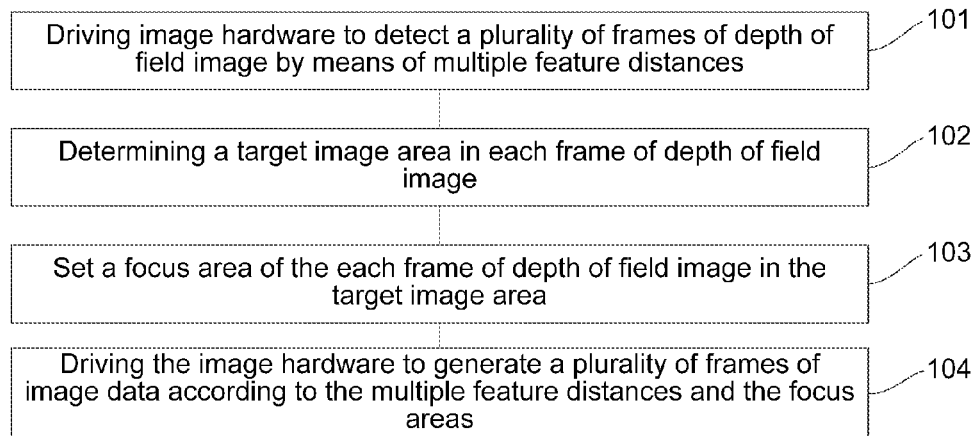 Driving image hardware to detect a plurality of frames of depth of
field image by means of multiple feature distances
101
Determining a target image area in each frame of depth of field
image
102
Set a focus area of the each frame of depth of field image in the
target image area
103
Driving the image hardware to generate a plurality of frames of
image data according to the multiple feature distances and the focus
areas
104